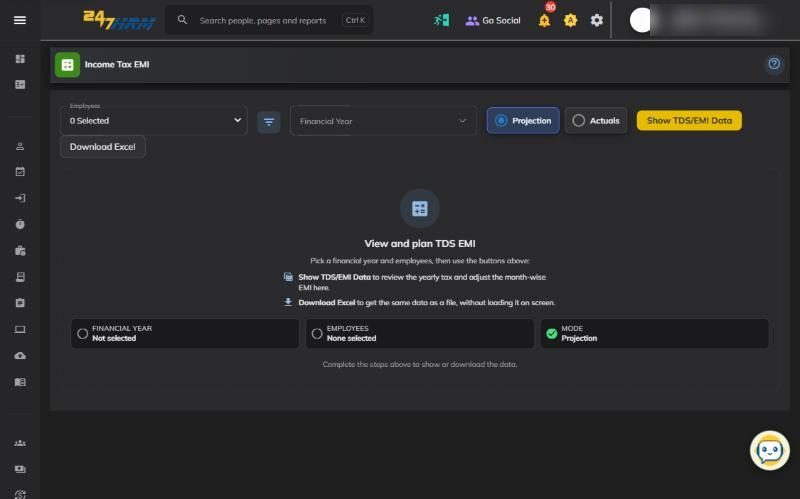 247HRM
Search people, pages and reports
Ctrl K
Go Social
30
A
Income Tax EMI
?
Employees
0 Selected
Financial Year
Projection
Actuals
Show TDS/EMI Data
Download Excel
View and plan TDS EMI
Pick a financial year and employees, then use the buttons above:
Show TDS/EMI Data to review the yearly tax and adjust the month-wise
EMI here.
Download Excel to get the same data as a file, without loading it on screen.
FINANCIAL YEAR
Not selected
EMPLOYEES
None selected
MODE
Projection
Complete the steps above to show or download the data.